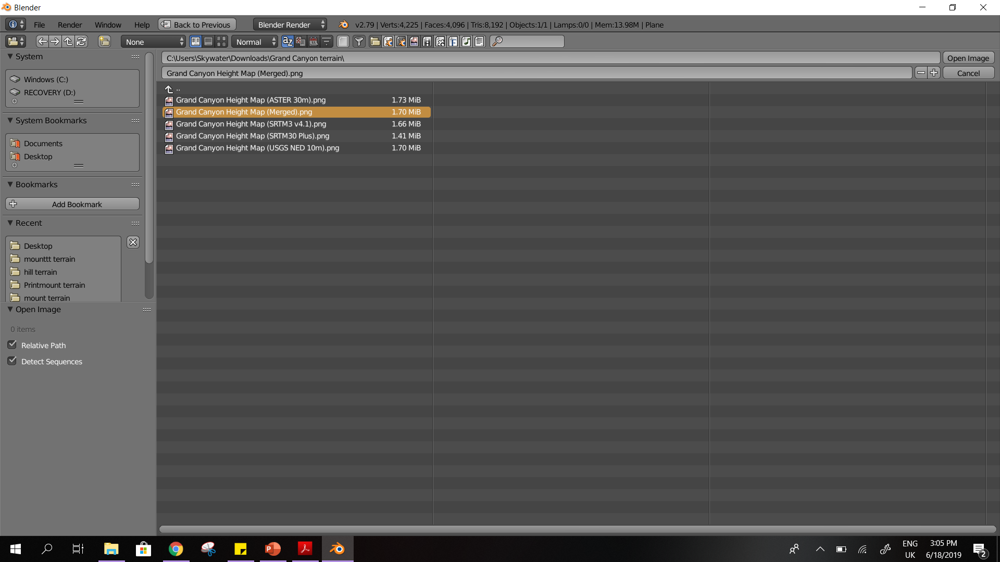 Blender
File Render Window Help Back to Previous Blender Render v2.79 | Verts:4,225 | Faces:4,096 | Tris:8,192 | Objects:1/1 | Lamps:0/0 | Mem:13.98M | Plane
None Normal
System
Windows (C:)
RECOVERY (D:)
System Bookmarks
Documents
Desktop
Bookmarks
Add Bookmark
Recent
Desktop
mounttt terrain
hill terrain
Printmount terrain
mount terrain
Open Image
0 items
Relative Path
Detect Sequences
C:\Users\Skywater\Downloads\Grand Canyon terrain\ Open Image
Grand Canyon Height Map (Merged).png Cancel
..
Grand Canyon Height Map (ASTER 30m).png 1.73 MiB
Grand Canyon Height Map (Merged).png 1.70 MiB
Grand Canyon Height Map (SRTM3 v4.1).png 1.66 MiB
Grand Canyon Height Map (SRTM30 Plus).png 1.41 MiB
Grand Canyon Height Map (USGS NED 10m).png 1.70 MiB
ENG 3:05 PM
UK 6/18/2019 2